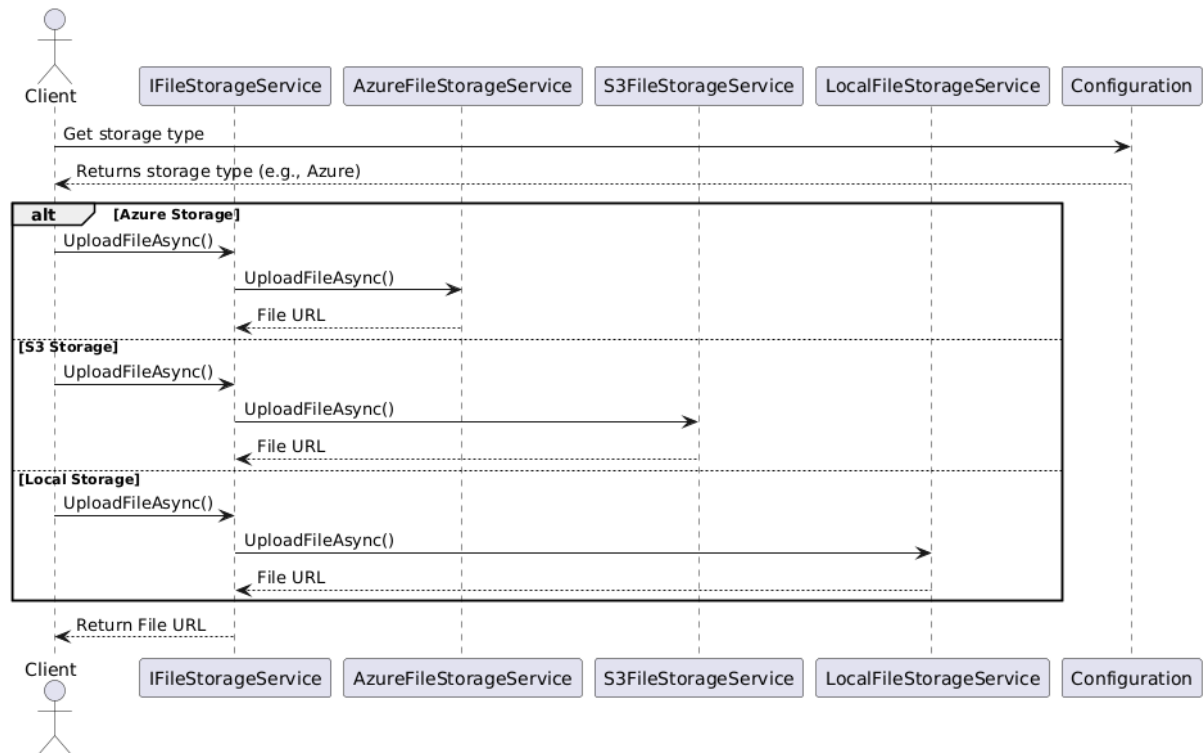 Client
IFileStorageService
AzureFileStorageService
S3FileStorageService
LocalFileStorageService
Configuration
Get storage type
Returns storage type (e.g., Azure)
alt
[Azure Storage]
UploadFileAsync()
UploadFileAsync()
File URL
[S3 Storage]
UploadFileAsync()
UploadFileAsync()
File URL
[Local Storage]
UploadFileAsync()
UploadFileAsync()
File URL
Return File URL
Client
IFileStorageService
AzureFileStorageService
S3FileStorageService
LocalFileStorageService
Configuration